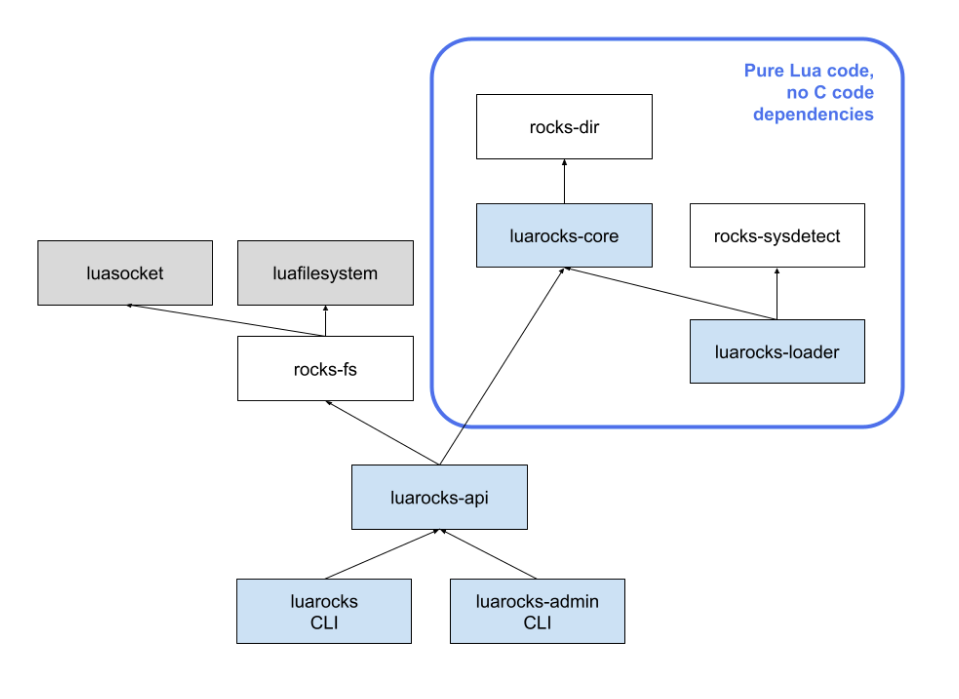 Pure Lua code,
no C code
dependencies
rocks-dir
luarocks-core
rocks-sysdetect
luasocket
luafilesystem
luarocks-loader
rocks-fs
luarocks-api
luarocks
CLI
luarocks-admin
CLI